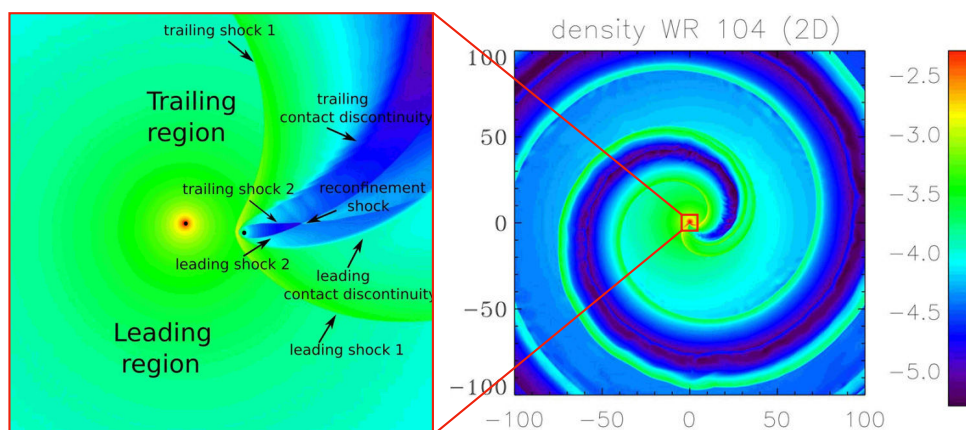 trailing shock 1
Trailing
region
trailing
contact discontinuity
trailing shock 2
reconfinement
shock
leading shock 2
leading
contact discontinuity
Leading
region
leading shock 1
density WR 104 (2D)
100
50
0
−50
−100
−100
−50
0
50
100
−2.5
−3.0
−3.5
−4.0
−4.5
−5.0